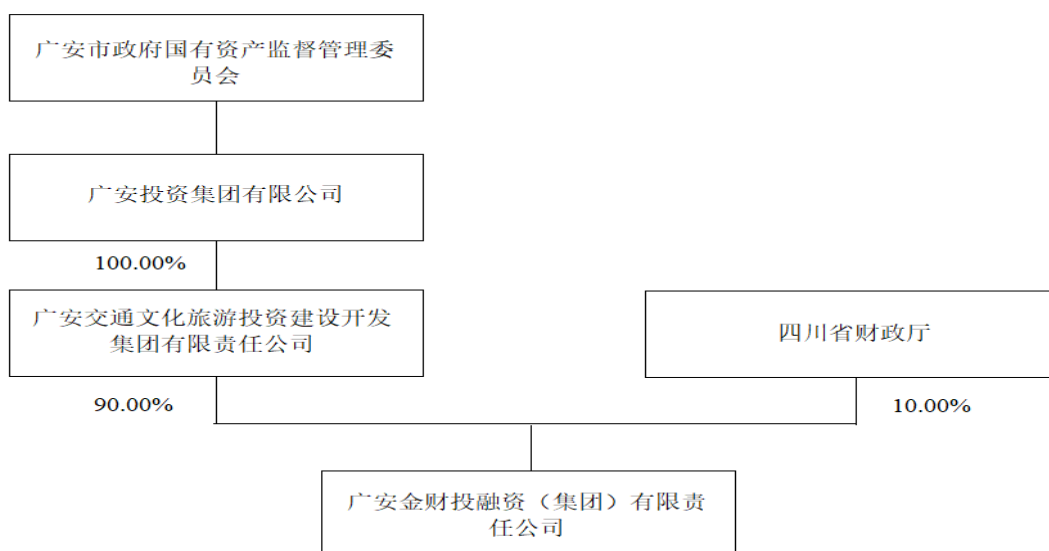 广安市政府国有资产监督管理委
员会
广安投资集团有限公司
100.00%
广安交通文化旅游投资建设开发
集团有限责任公司
四川省财政厅
90.00%
10.00%
广安金财投融资（集团）有限责
任公司